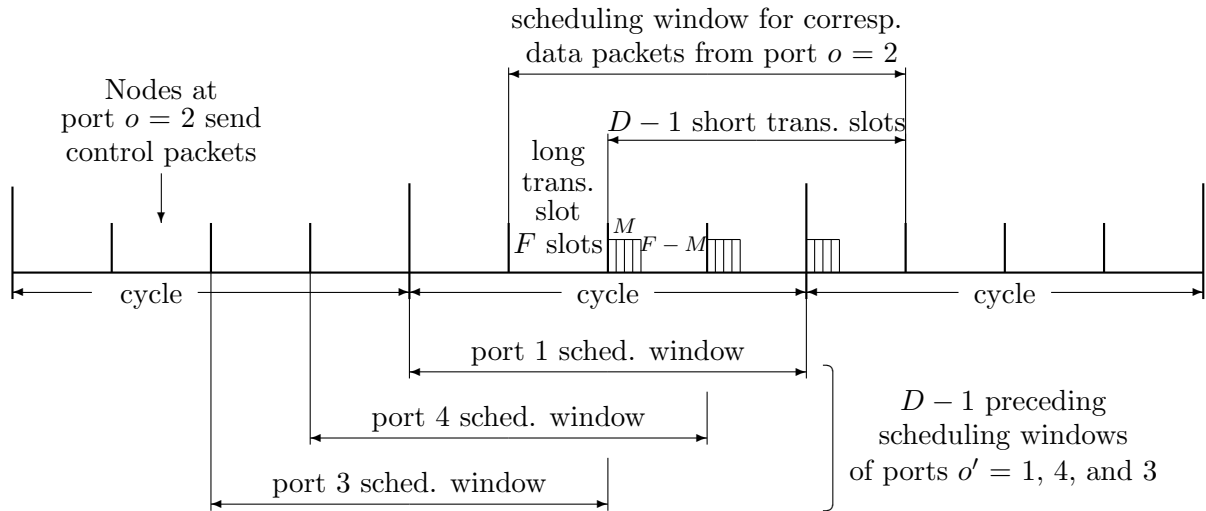 scheduling window for corresp.
data packets from port o = 2
Nodes at
port o = 2 send
control packets
D − 1 short trans. slots
long
trans.
slot
F slots
M
F − M
cycle
cycle
cycle
port 1 sched. window
port 4 sched. window
port 3 sched. window
D − 1 preceding
scheduling windows
of ports o′ = 1, 4, and 3